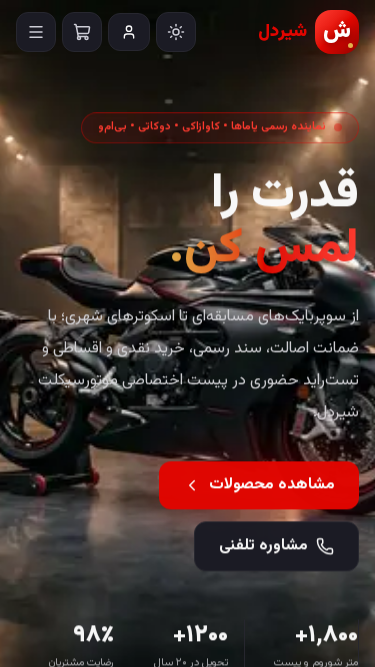 ش
شیردل
نماینده رسمی یاماها • کاوازاکی • دوکاتی • بی‌ام‌و
قدرت را
لمس کن.
از سوپربایک‌های مسابقه‌ای تا اسکوترهای شهری؛ با
ضمانت اصالت، سند رسمی، خرید نقدی و اقساطی و
تست‌راید حضوری در پیست اختصاصی موتورسیکلت
شیردل.
مشاهده محصولات
مشاوره تلفنی
+۱,۸۰۰
+۱۲۰۰
۹۸٪
متر شوروم و پیست
تحویل در ۲۰ سال
رضایت مشتریان